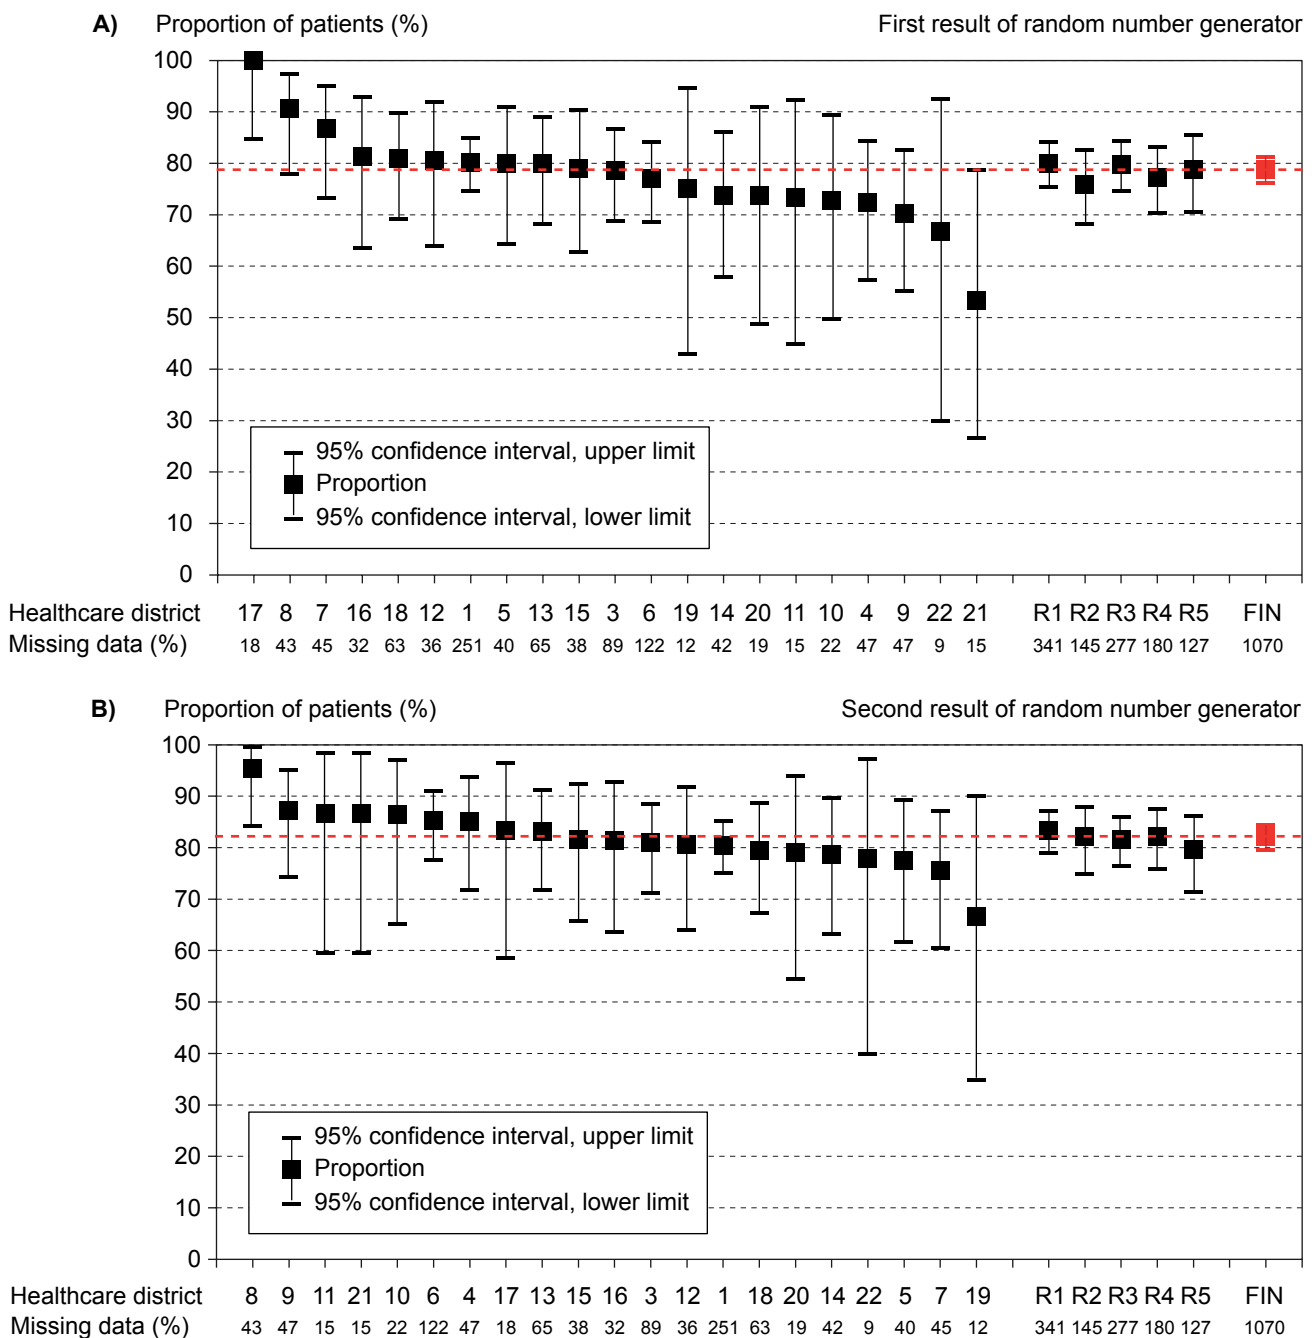 A) Proportion of patients (%) First result of random number generator
100
90
80
70
60
50
40
30
20
10
0
95% confidence interval, upper limit
Proportion
95% confidence interval, lower limit
Healthcare district 17 8 7 16 18 12 1 5 13 15 3 6 19 14 20 11 10 4 9 22 21 R1 R2 R3 R4 R5 FIN
Missing data (%) 18 43 45 32 63 36 251 40 65 38 89 122 12 42 19 15 22 47 47 9 15 341 145 277 180 127 1070
B) Proportion of patients (%) Second result of random number generator
100
90
80
70
60
50
40
30
20
10
0
95% confidence interval, upper limit
Proportion
95% confidence interval, lower limit
Healthcare district 8 9 11 21 10 6 4 17 13 15 16 3 12 1 18 20 14 22 5 7 19 R1 R2 R3 R4 R5 FIN
Missing data (%) 43 47 15 15 22 122 47 18 65 38 32 89 36 251 63 19 42 9 40 45 12 341 145 277 180 127 1070